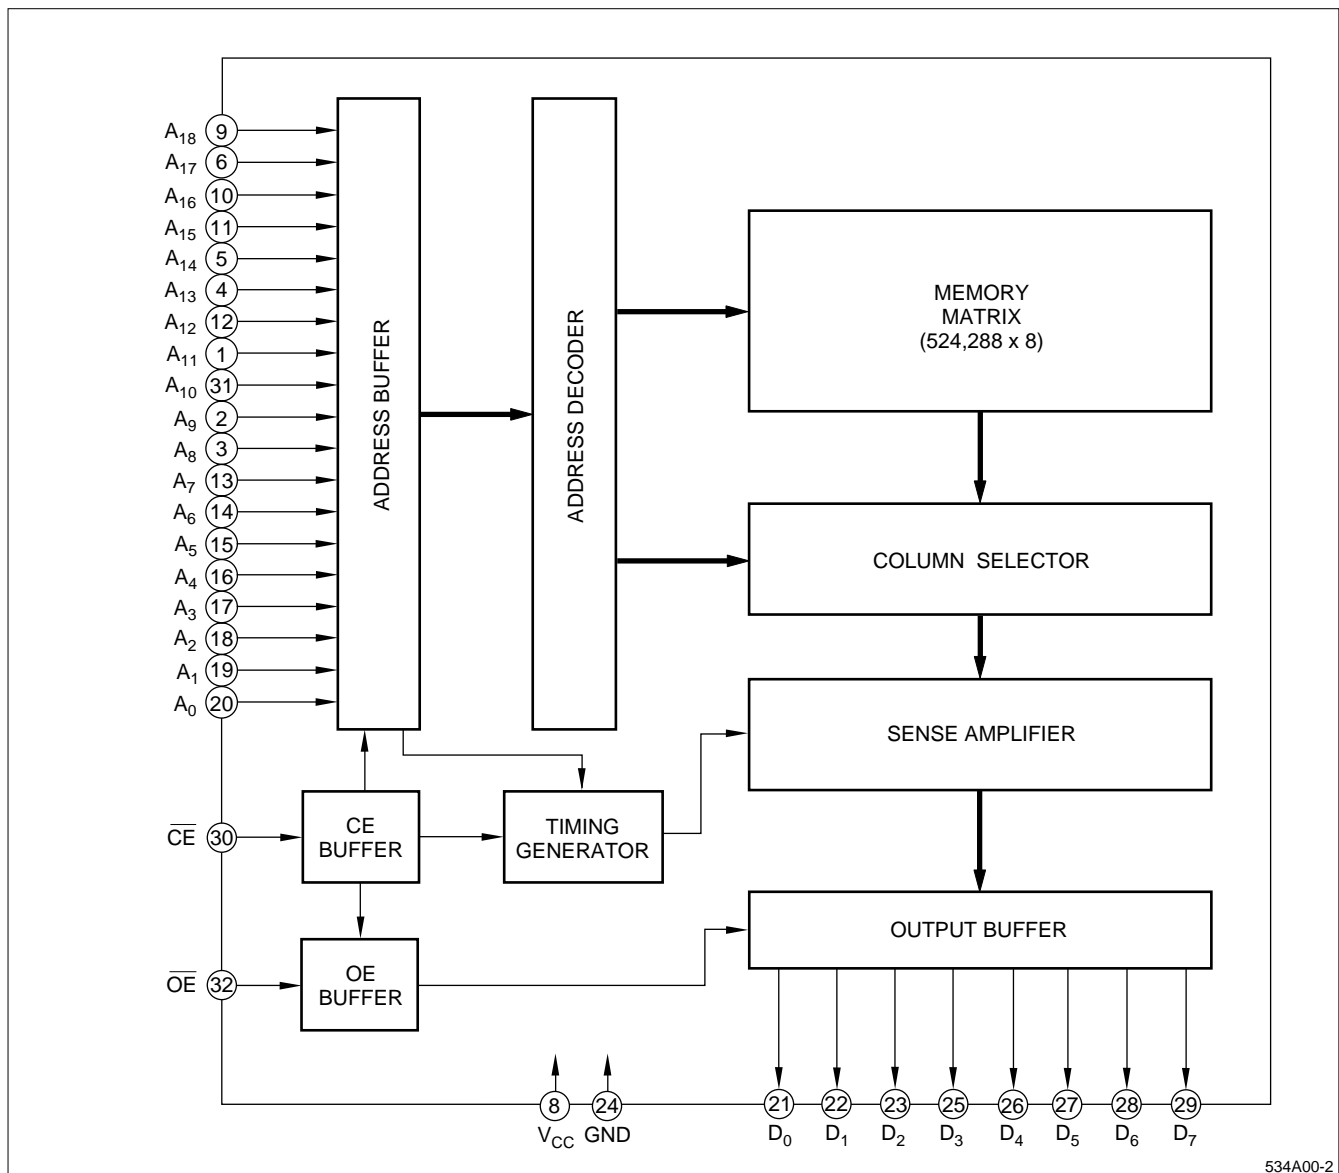 A18 9
A17 6
A16 10
A15 11
A14 5
A13 4
A12 12
A11 1
A10 31
A9 2
A8 3
A7 13
A6 14
A5 15
A4 16
A3 17
A2 18
A1 19
A0 20
ADDRESS BUFFER
ADDRESS DECODER
MEMORY
MATRIX
(524,288 x 8)
COLUMN SELECTOR
SENSE AMPLIFIER
C̅E̅ 30
CE
BUFFER
TIMING
GENERATOR
OUTPUT BUFFER
O̅E̅ 32
OE
BUFFER
8 24 21 22 23 25 26 27 28 29
VCC GND D0 D1 D2 D3 D4 D5 D6 D7
534A00-2